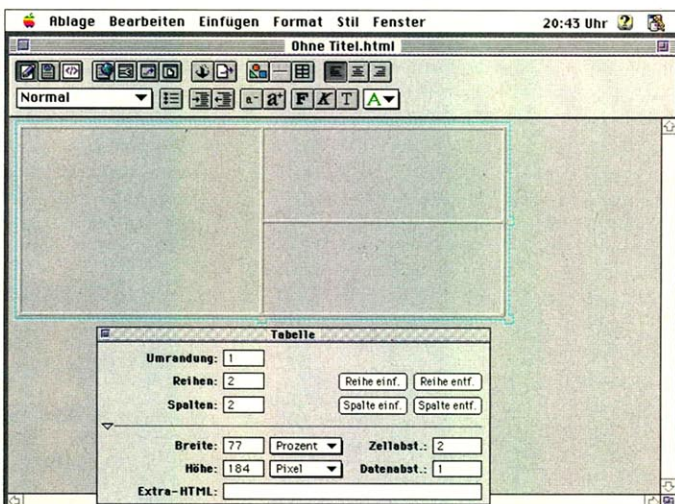 Ablage Bearbeiten Einfügen Format Stil Fenster 20:43 Uhr
Ohne Titel.html
Normal a- a+ F K T A
Tabelle
Umrandung: 1
Reihen: 2 Reihe einf. Reihe entf.
Spalten: 2 Spalte einf. Spalte entf.
Breite: 77 Prozent Zellabst.: 2
Höhe: 184 Pixel Datenabst.: 1
Extra-HTML: